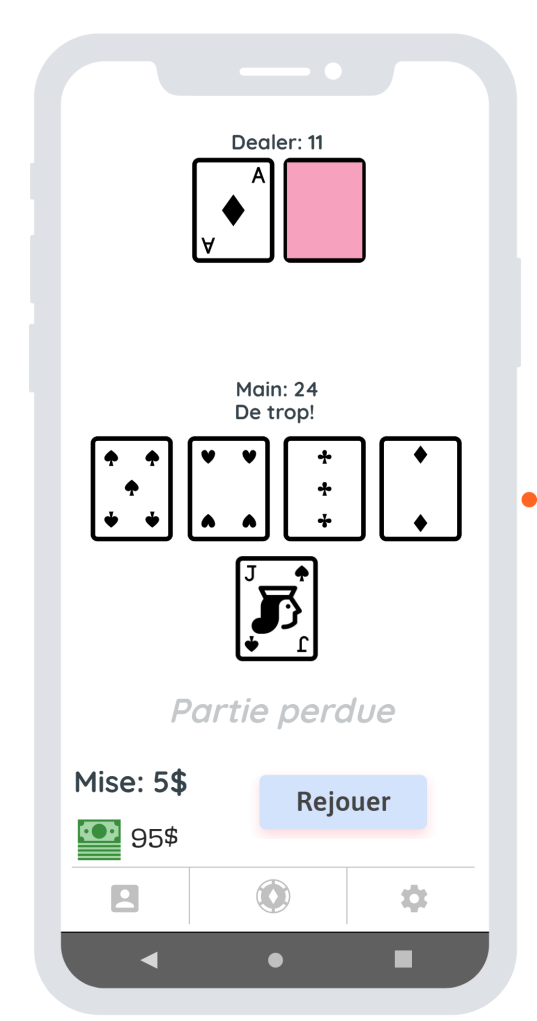 Dealer: 11
A
A
Main: 24
De trop!
J
J
Partie perdue
Mise: 5$
Rejouer
95$